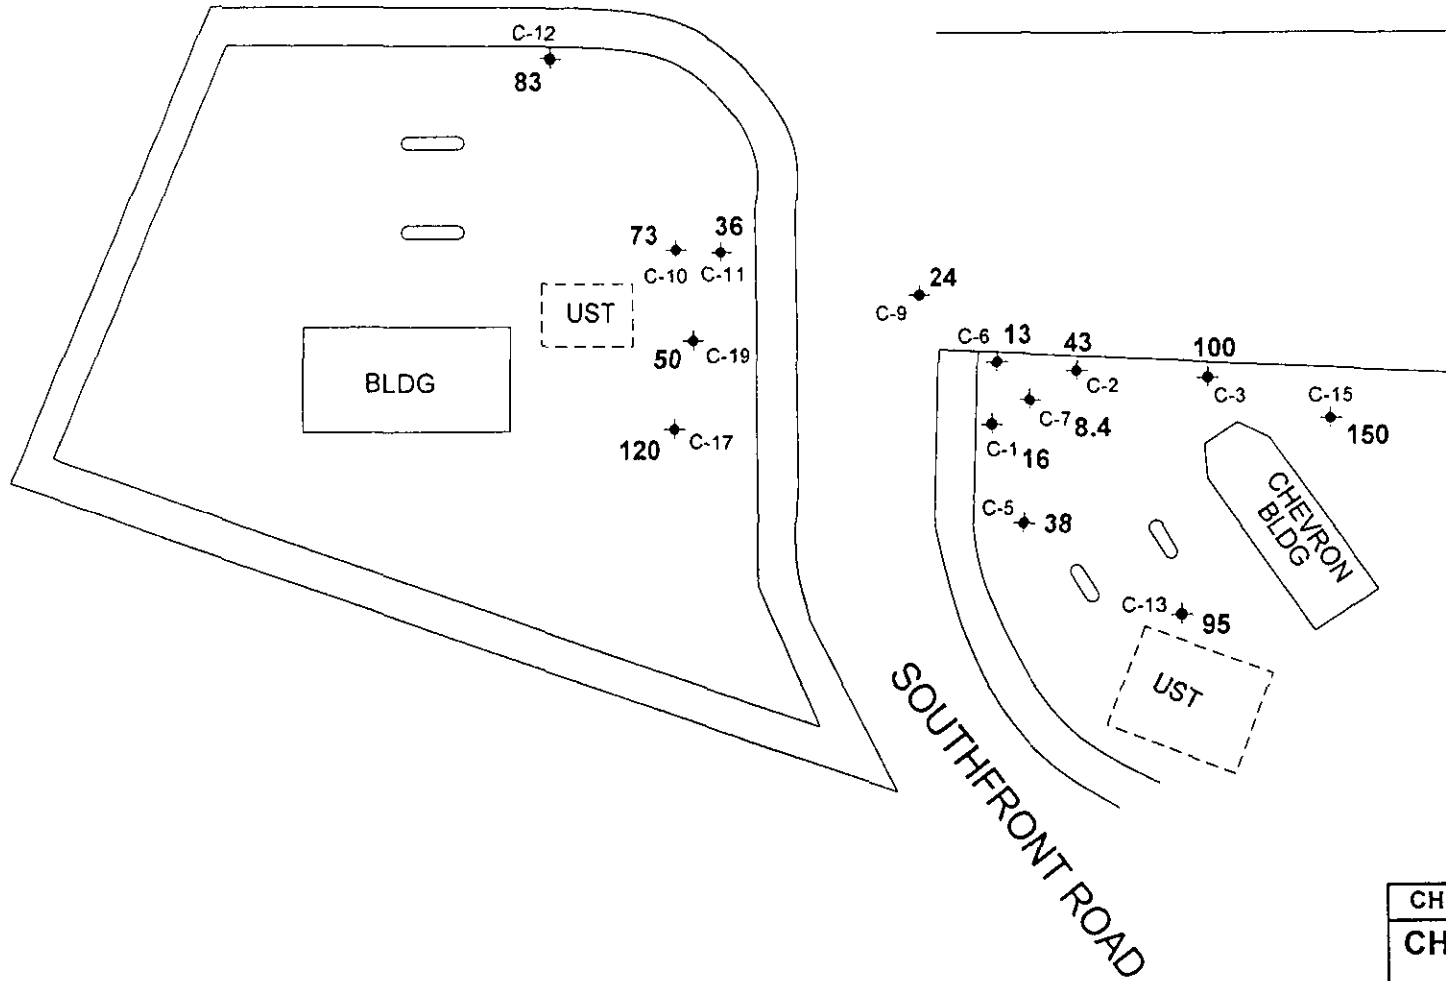 C-12
83
73
36
C-10
C-11
UST
50
C-19
BLDG
120
C-17
24
C-9
C-6
13
43
100
C-2
C-3
C-15
150
C-7
8.4
C-1
16
C-5
38
CHEVRON
BLDG
C-13
95
UST
SOUTHFRONT ROAD
CH
CH